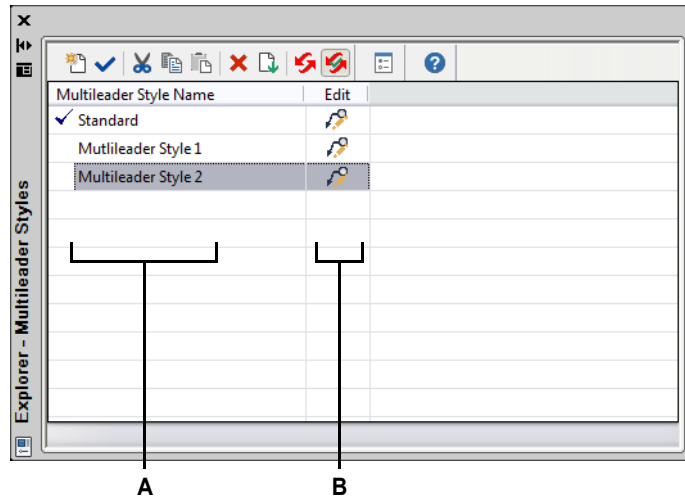 Multileader Style Name Edit
Standard
Mutlileader Style 1
Multileader Style 2
Explorer - Multileader Styles
A B